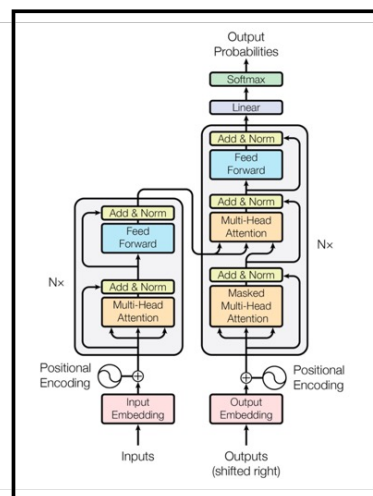 Output
Probabilities
Softmax
Linear
Add & Norm
Feed
Forward
Add & Norm
Multi-Head
Attention
Add & Norm
Masked
Multi-Head
Attention
Nx
Add & Norm
Feed
Forward
Add & Norm
Multi-Head
Attention
Nx
Positional
Encoding
Positional
Encoding
Input
Embedding
Output
Embedding
Inputs
Outputs
(shifted right)